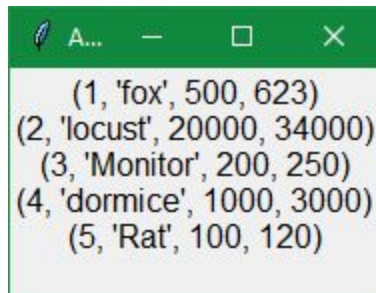 A...
(1, 'fox', 500, 623)
(2, 'locust', 20000, 34000)
(3, 'Monitor', 200, 250)
(4, 'dormice', 1000, 3000)
(5, 'Rat', 100, 120)